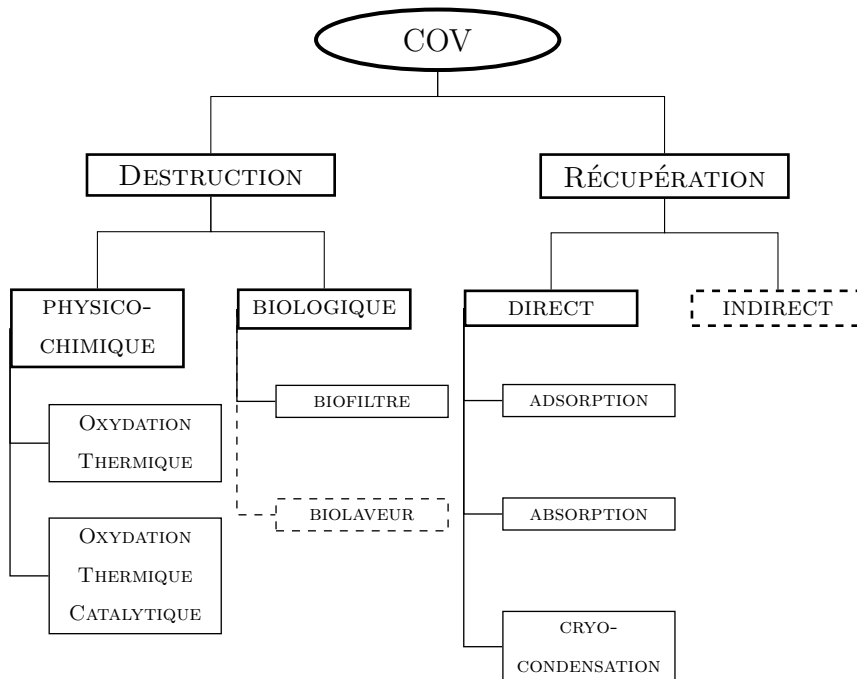 COV
DESTRUCTION
RÉCUPÉRATION
PHYSICO-
CHIMIQUE
BIOLOGIQUE
DIRECT
INDIRECT
OXYDATION
THERMIQUE
OXYDATION
THERMIQUE
CATALYTIQUE
BIOFILTRE
BIOLAVEUR
ADSORPTION
ABSORPTION
CRYO-
CONDENSATION